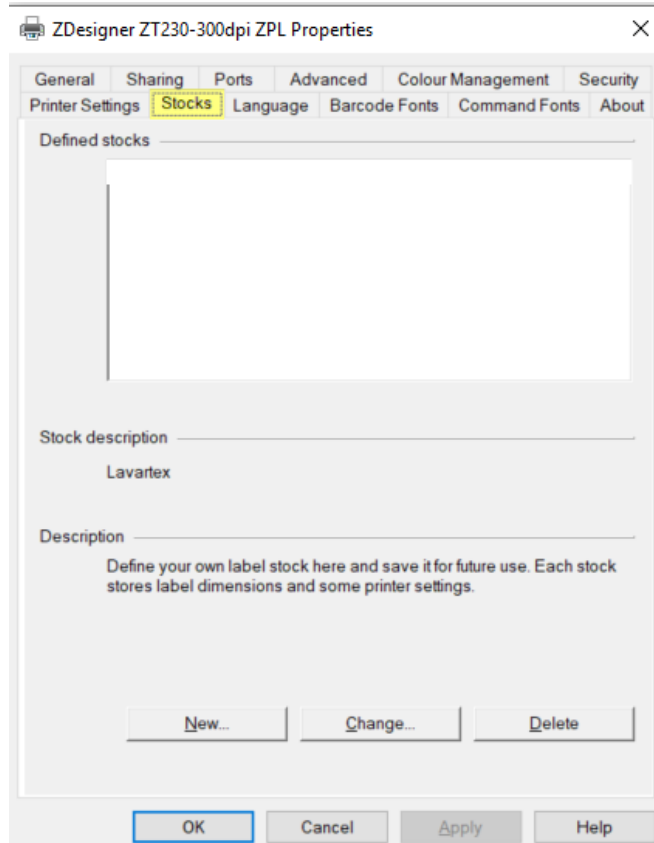 ZDesigner ZT230-300dpi ZPL Properties
General Sharing Ports Advanced Colour Management Security
Printer Settings Stocks Language Barcode Fonts Command Fonts About
Defined stocks
Stock description
Lavartex
Description
Define your own label stock here and save it for future use. Each stock
stores label dimensions and some printer settings.
New... Change... Delete
OK Cancel Apply Help